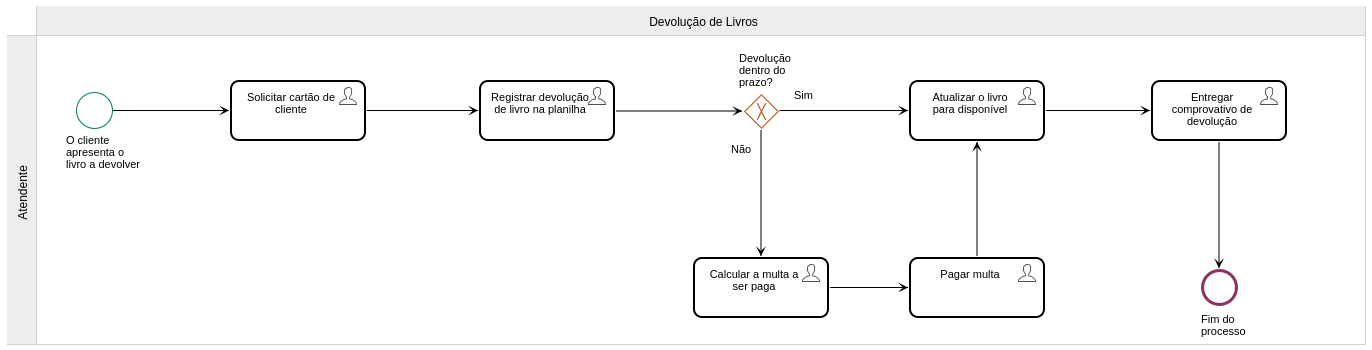 Devolução de Livros
Atendente
O cliente
apresenta o
livro a devolver
Solicitar cartão de
cliente
Registrar devolução
de livro na planilha
Devolução
dentro do
prazo?
Sim
Não
Atualizar o livro
para disponível
Entregar
comprovativo de
devolução
Calcular a multa a
ser paga
Pagar multa
Fim do
processo